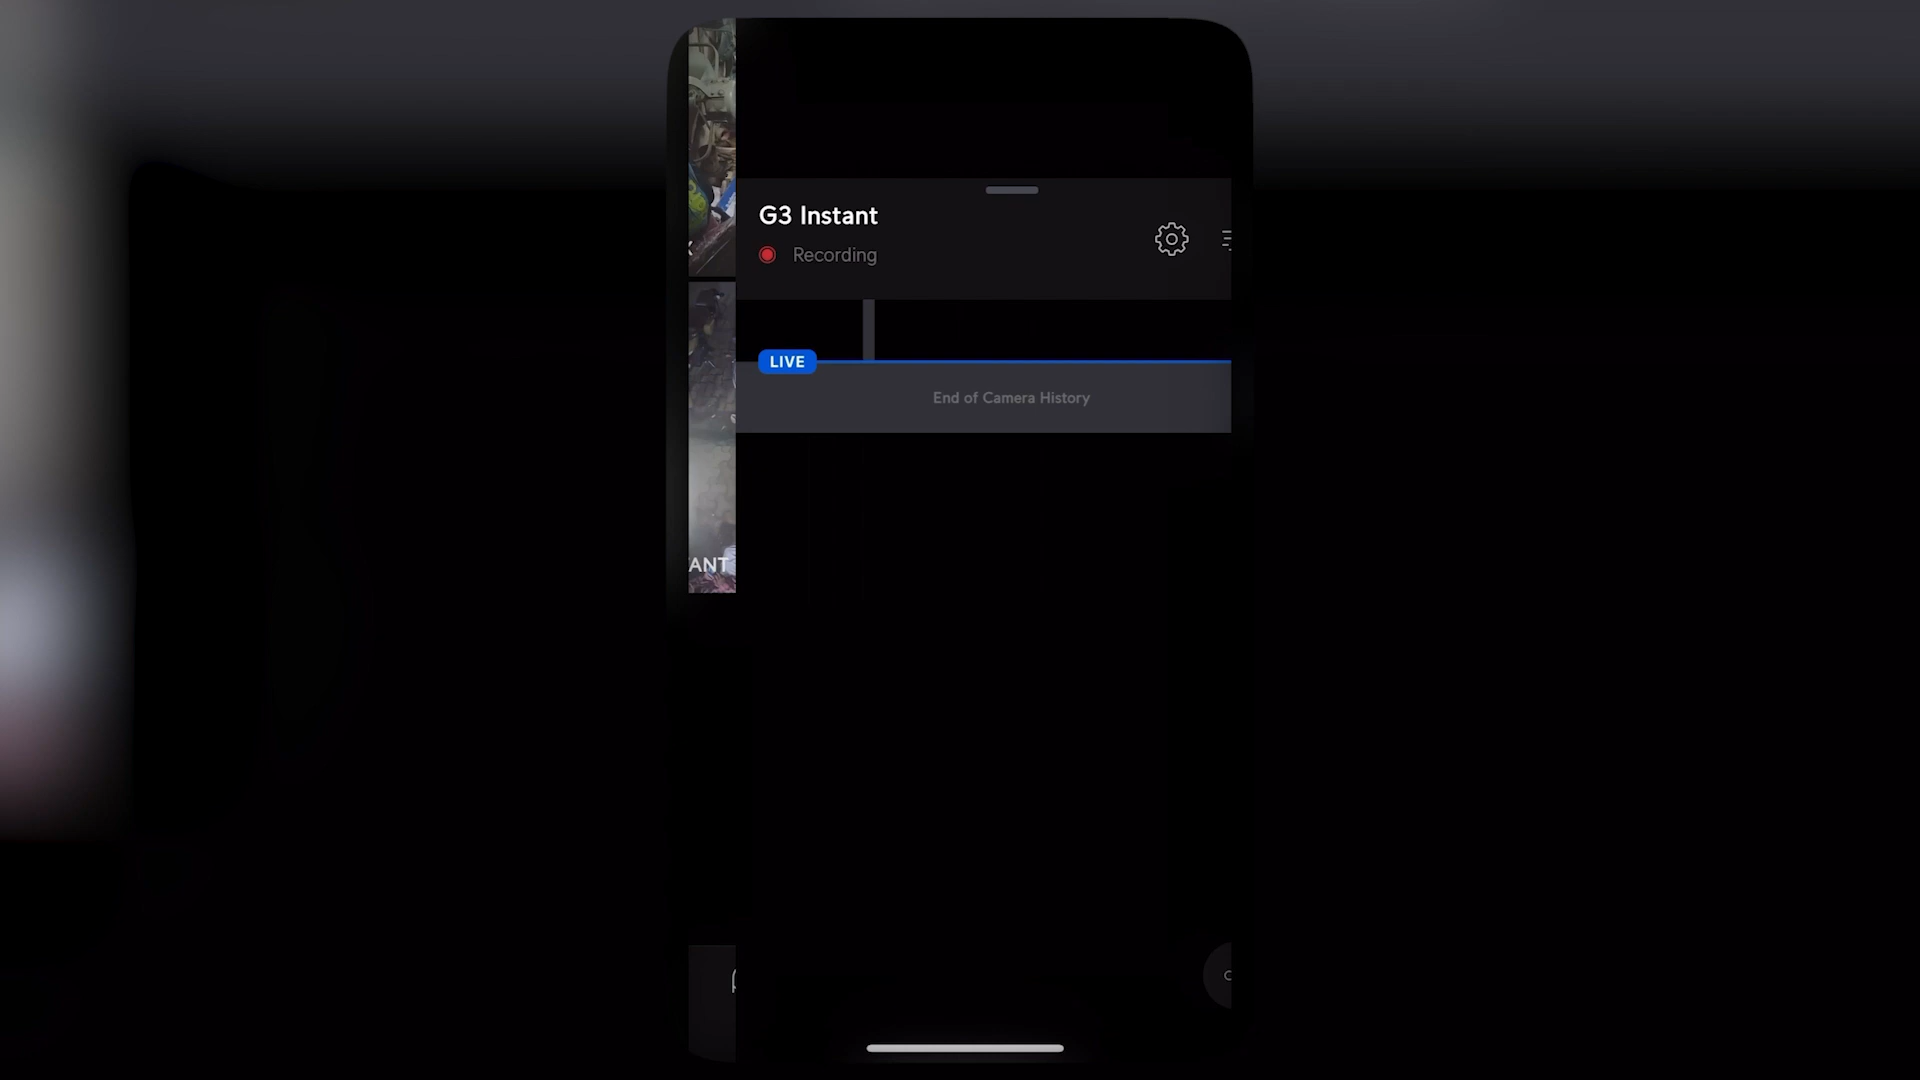 G3 Instant
Recording
LIVE
End of Camera History
ANT